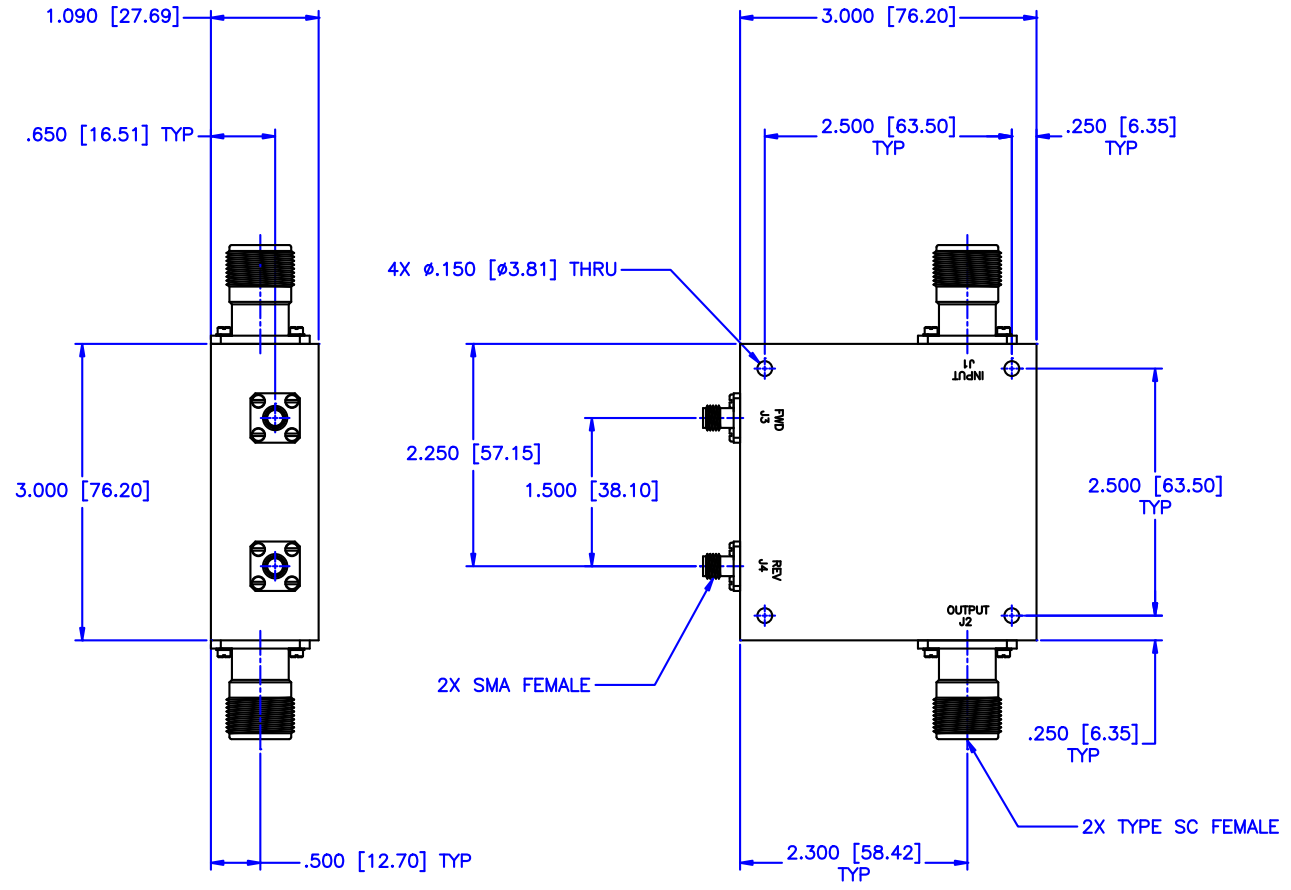 1.090 [27.69]
3.000 [76.20]
.650 [16.51] TYP
2.500 [63.50]
TYP
.250 [6.35]
TYP
4X ø.150 [ø3.81] THRU
INPUT
J1
FWD
J3
2.250 [57.15]
1.500 [38.10]
3.000 [76.20]
2.500 [63.50]
TYP
REV
J4
OUTPUT
J2
2X SMA FEMALE
.250 [6.35]
TYP
2X TYPE SC FEMALE
.500 [12.70] TYP
2.300 [58.42]
TYP